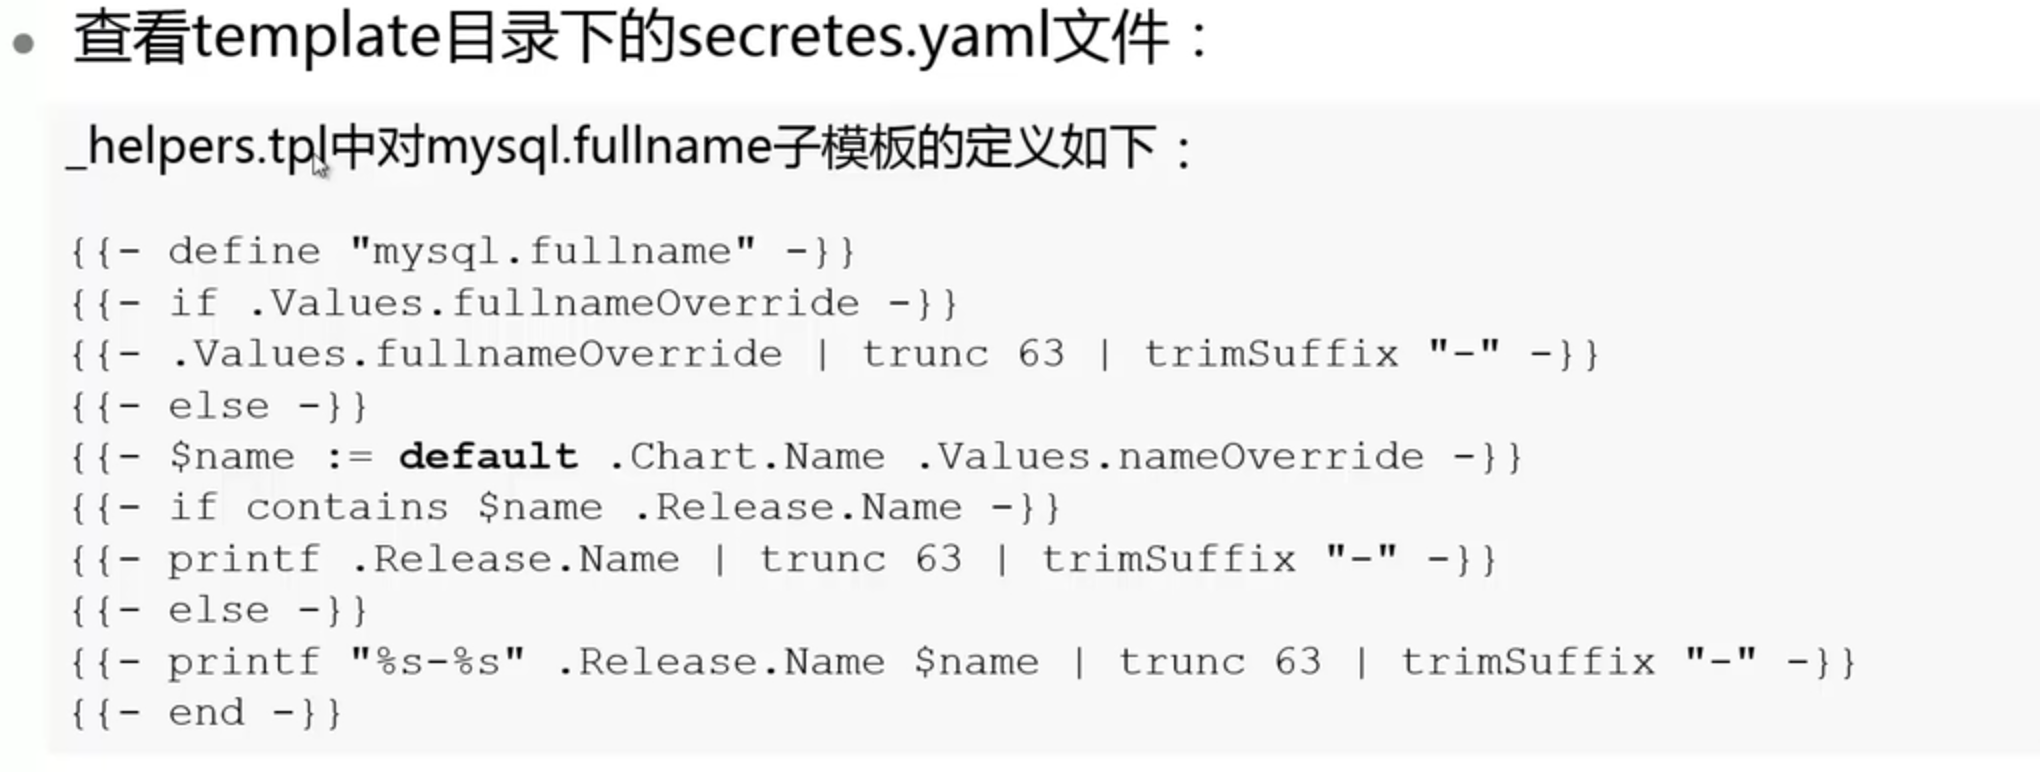 查看template目录下的secretes.yaml文件：
_helpers.tpl中对mysql.fullname子模板的定义如下：
{{- define "mysql.fullname" -}}
{{- if .Values.fullnameOverride -}}
{{- .Values.fullnameOverride | trunc 63 | trimSuffix "-" -}}
{{- else -}}
{{- $name := default .Chart.Name .Values.nameOverride -}}
{{- if contains $name .Release.Name -}}
{{- printf .Release.Name | trunc 63 | trimSuffix "-" -}}
{{- else -}}
{{- printf "%s-%s" .Release.Name $name | trunc 63 | trimSuffix "-" -}}
{{- end -}}